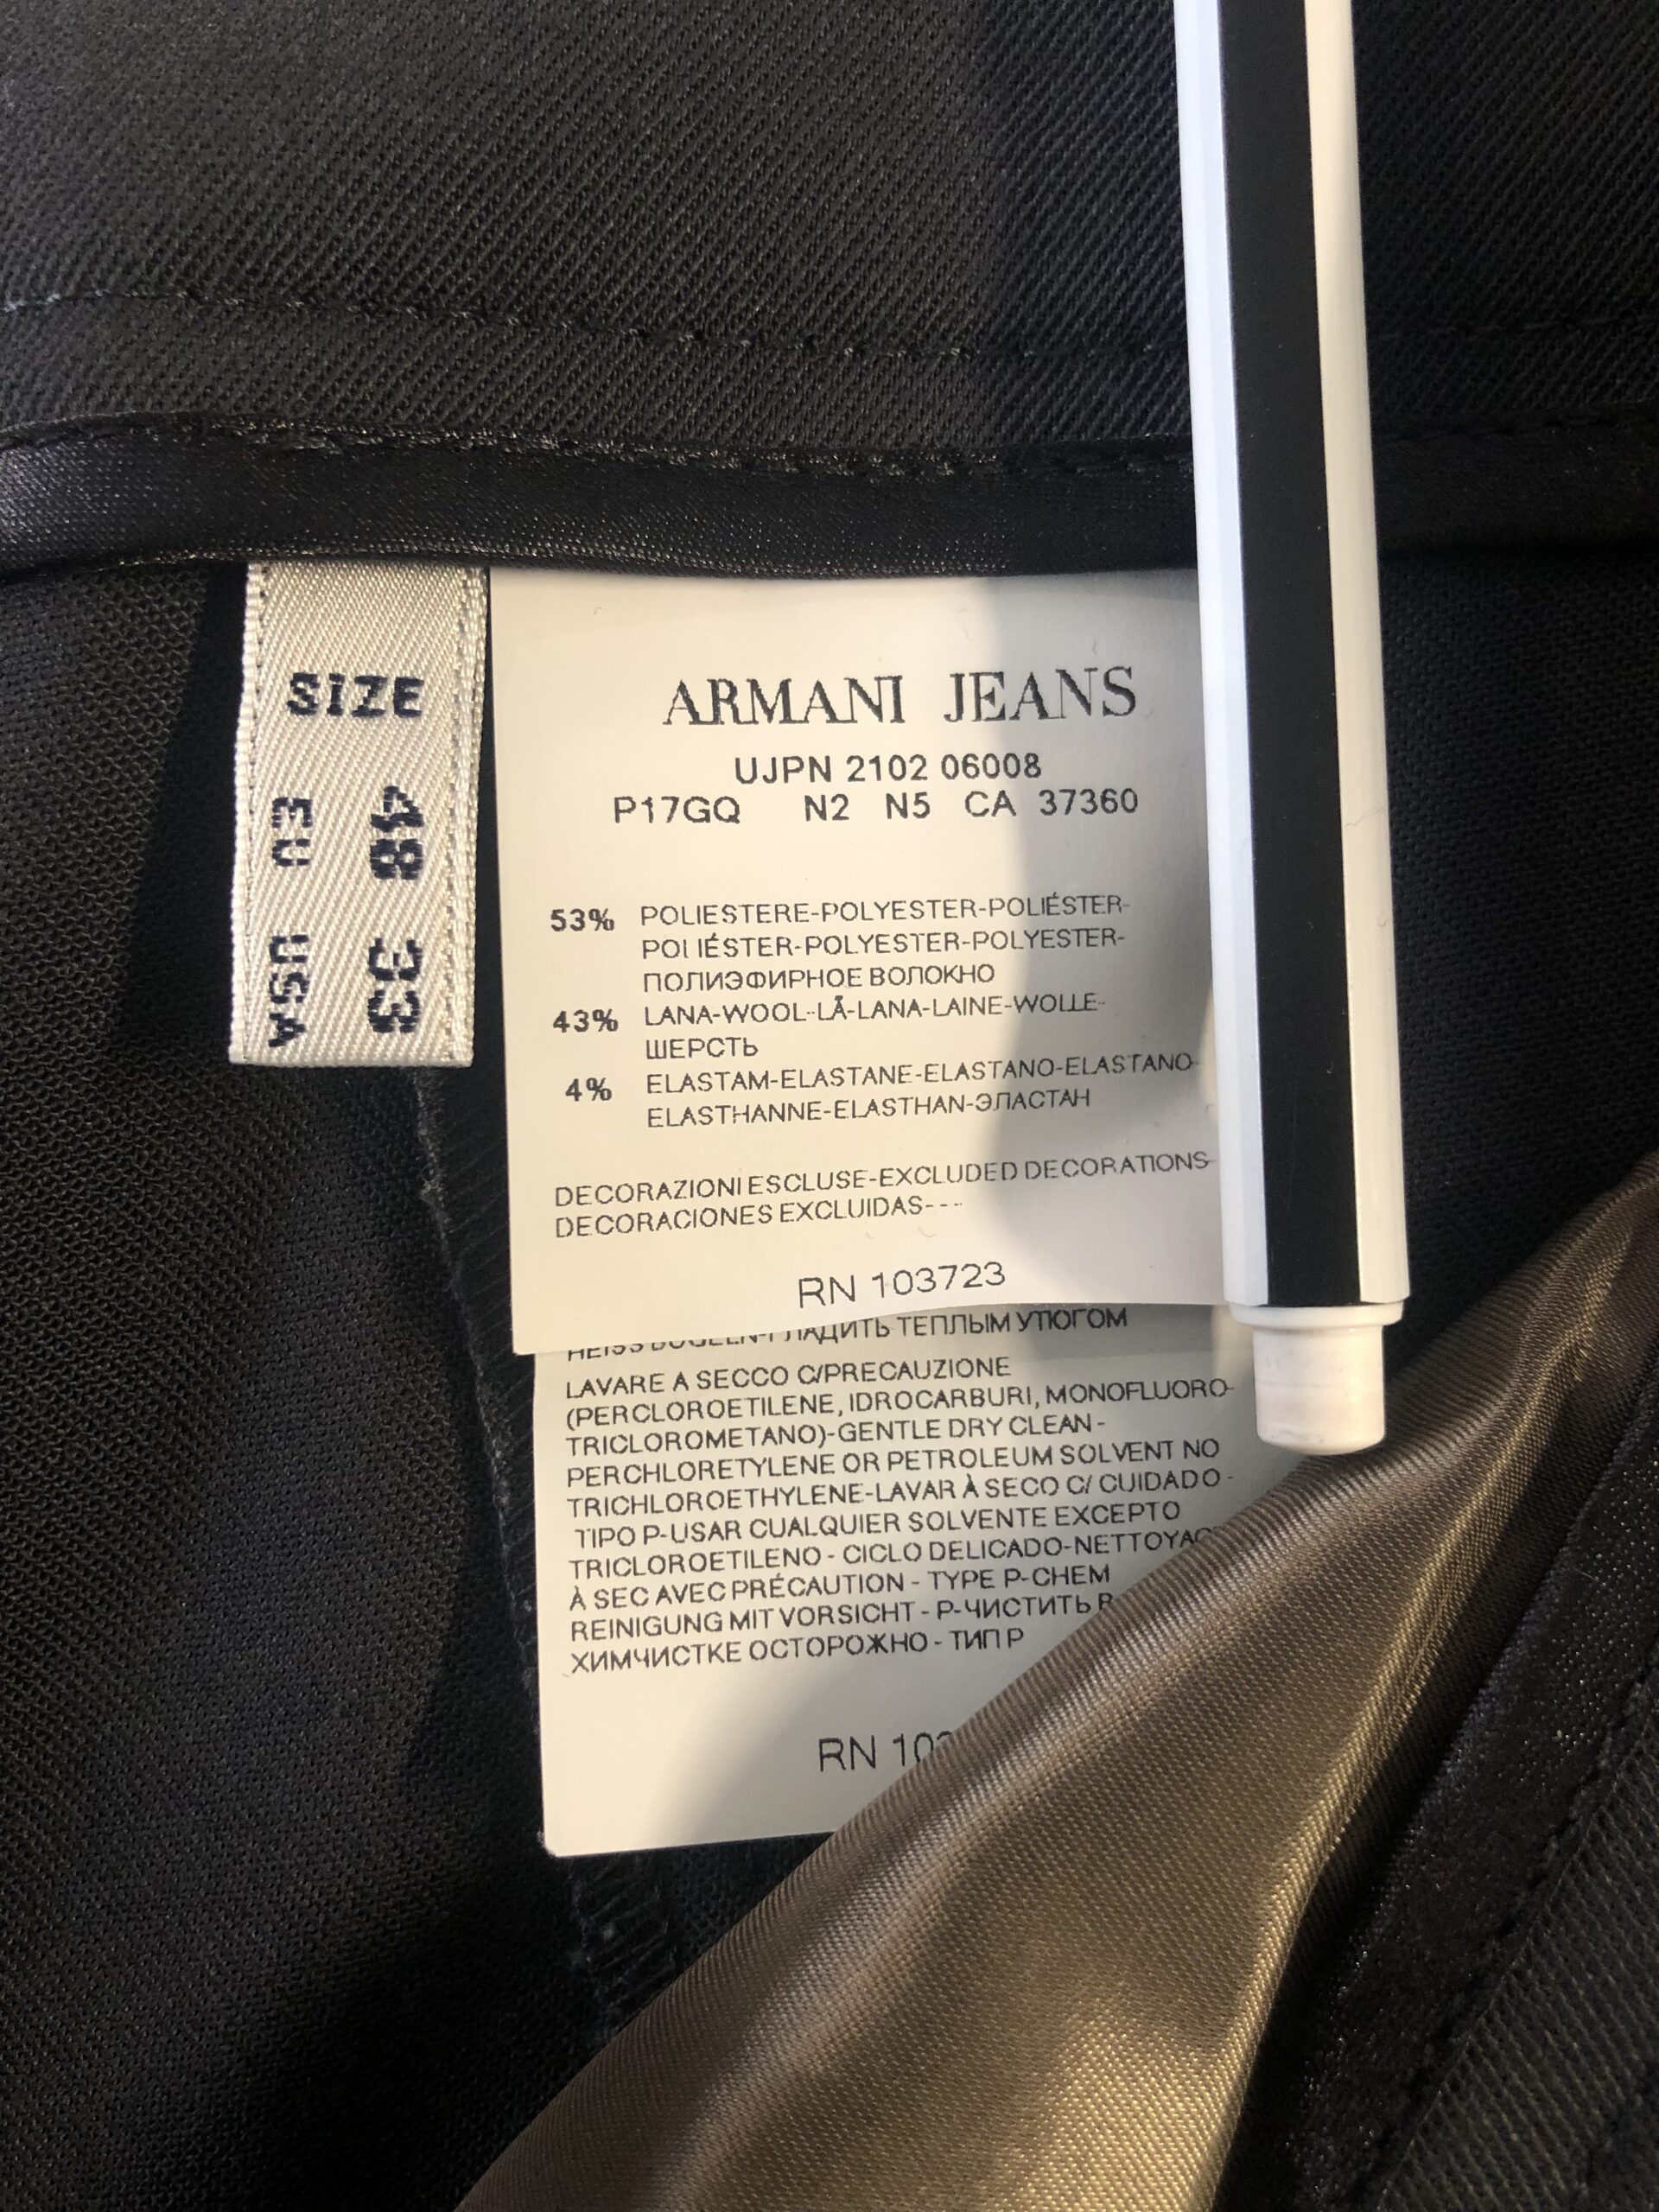 SIZE
EU 48
USA 33
ARMANI JEANS
UJPN 2102 06008
P17GQ N2 N5 CA 37360
53% POLIESTERE-POLYESTER-POLIÉSTER-
POLIÉSTER-POLYESTER-POLYESTER-
ПОЛИЭФИРНОЕ ВОЛОКНО
43% LANA-WOOL-LÃ-LANA-LAINE-WOLLE-
ШЕРСТЬ
4% ELASTAM-ELASTANE-ELASTANO-ELASTANO-
ELASTHANNE-ELASTHAN-ЭЛАСТАН
DECORAZIONI ESCLUSE-EXCLUDED DECORATIONS-
DECORACIONES EXCLUIDAS---
RN 103723
ТЕПЛЫМ УТЮГОМ
LAVARE A SECCO C/PRECAUZIONE
(PERCLOROETILENE, IDROCARBURI, MONOFLUORO-
TRICLOROMETANO)-GENTLE DRY CLEAN -
PERCHLORETYLENE OR PETROLEUM SOLVENT NO
TRICHLOROETHYLENE-LAVAR À SECO C/ CUIDADO -
TIPO P-USAR CUALQUIER SOLVENTE EXCEPTO
TRICLOROETILENO - CICLO DELICADO-
À SEC AVEC PRÉCAUTION - TYPE P-CHEM
REINIGUNG MIT VORSICHT - P-ЧИСТИТЬ
ХИМЧИСТКЕ ОСТОРОЖНО - ТИП P
RN